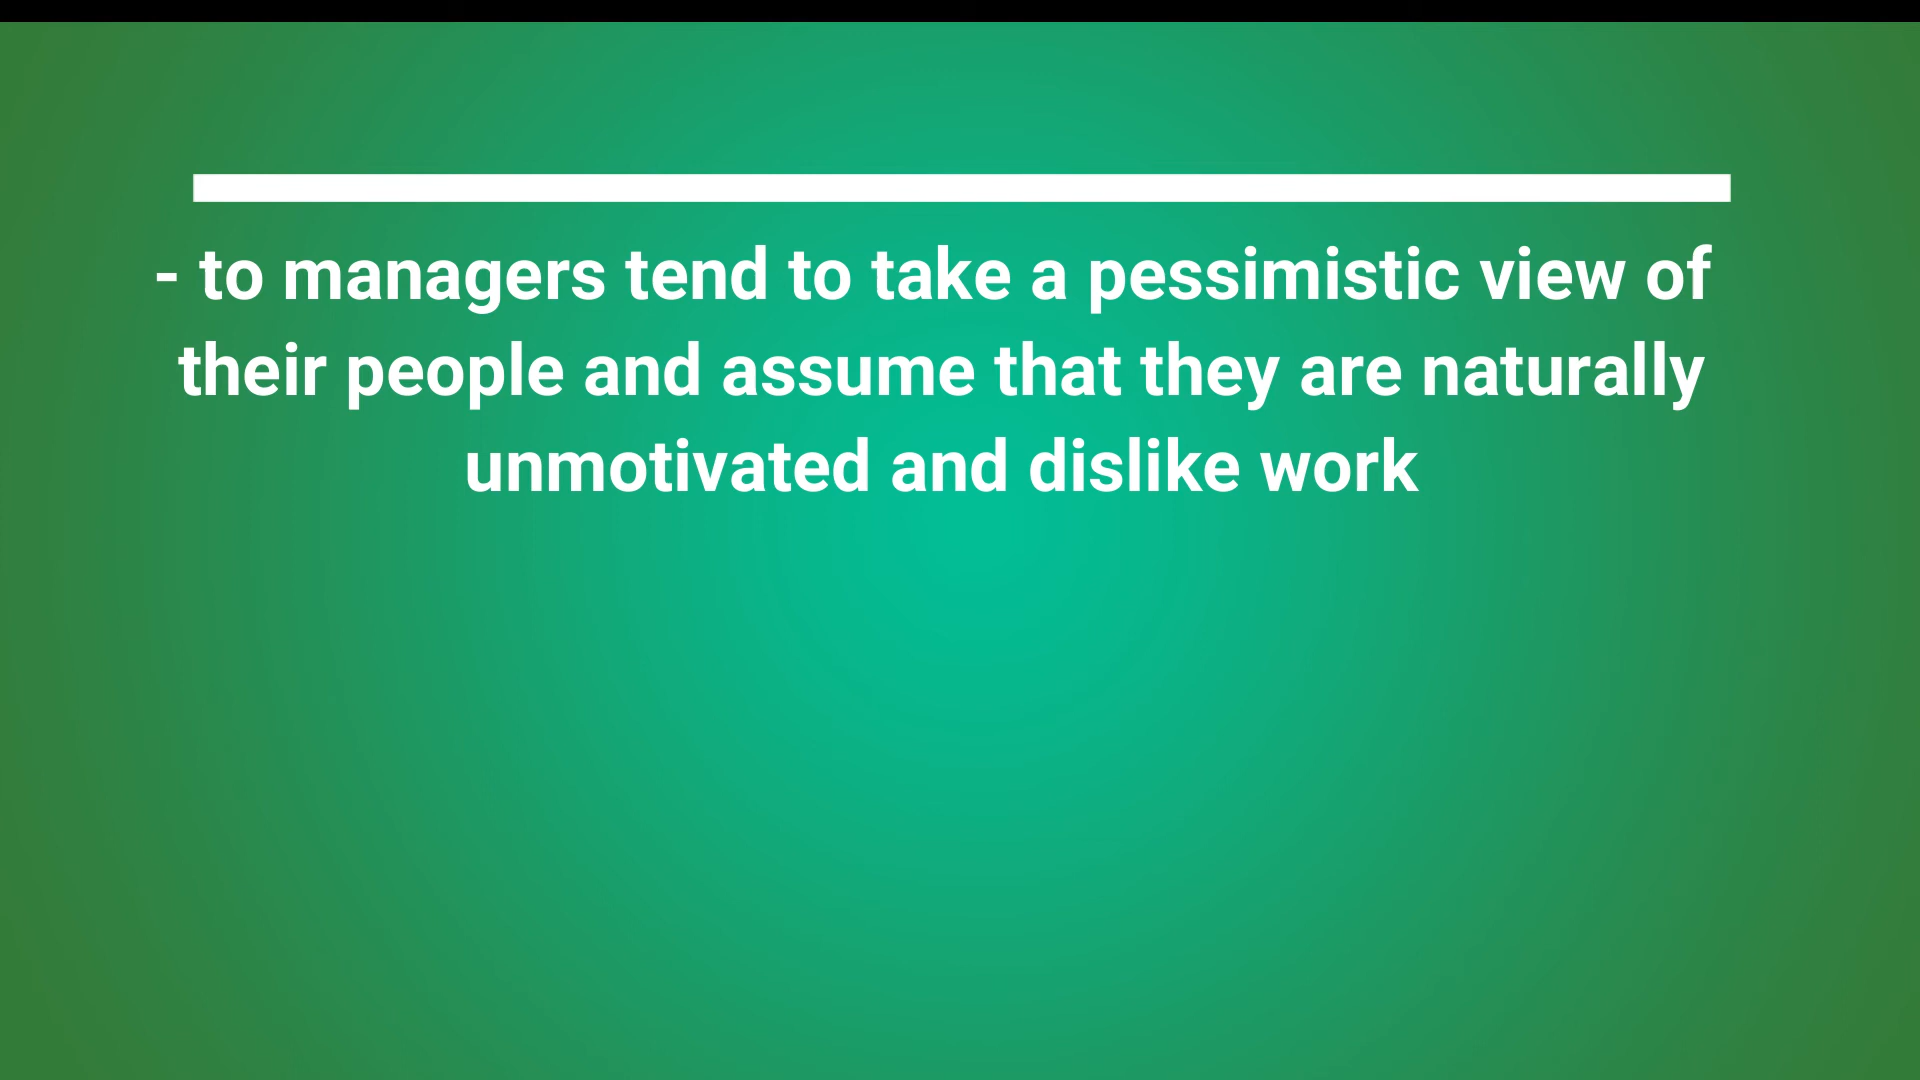 - to managers tend to take a pessimistic view of
their people and assume that they are naturally
unmotivated and dislike work